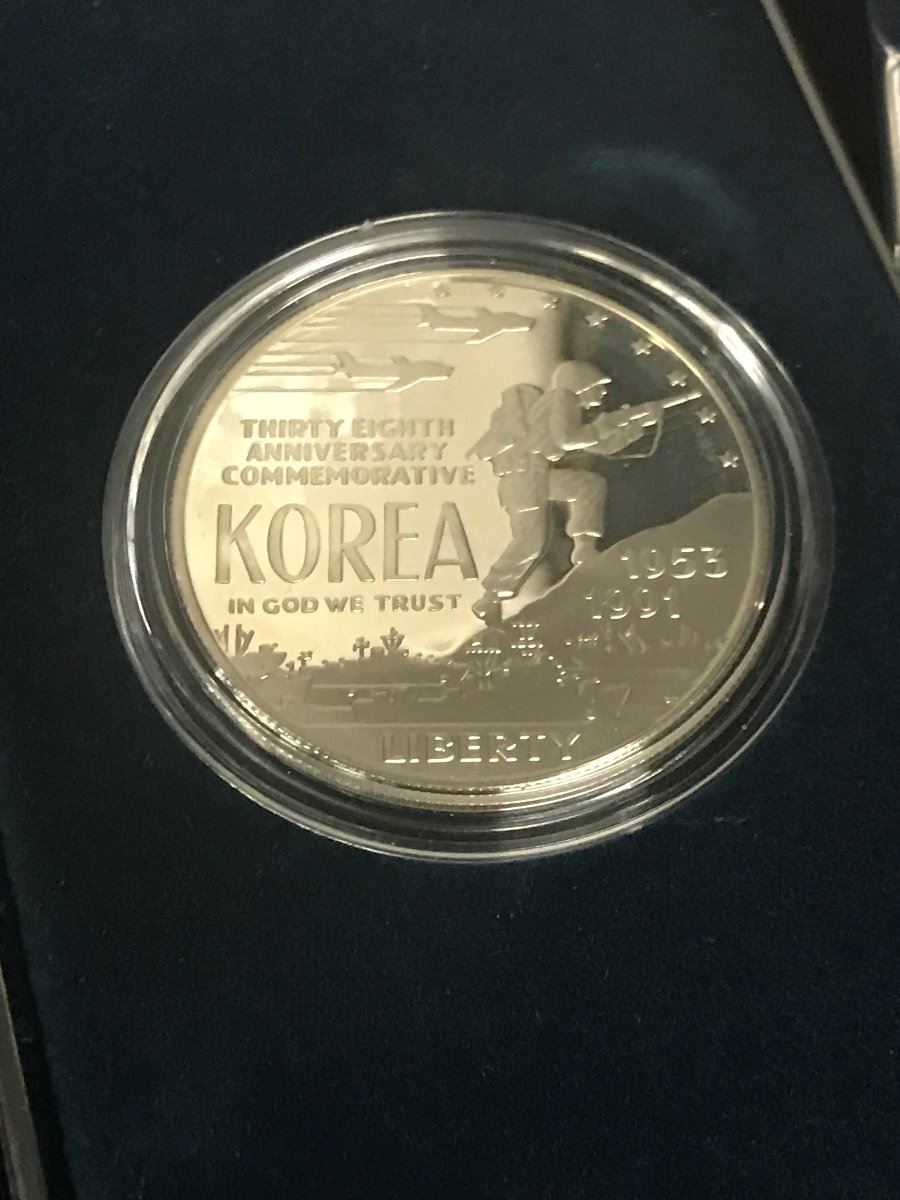 THIRTY EIGHTH
ANNIVERSARY
COMMEMORATIVE
KOREA
IN GOD WE TRUST
1953
1991
LIBERTY